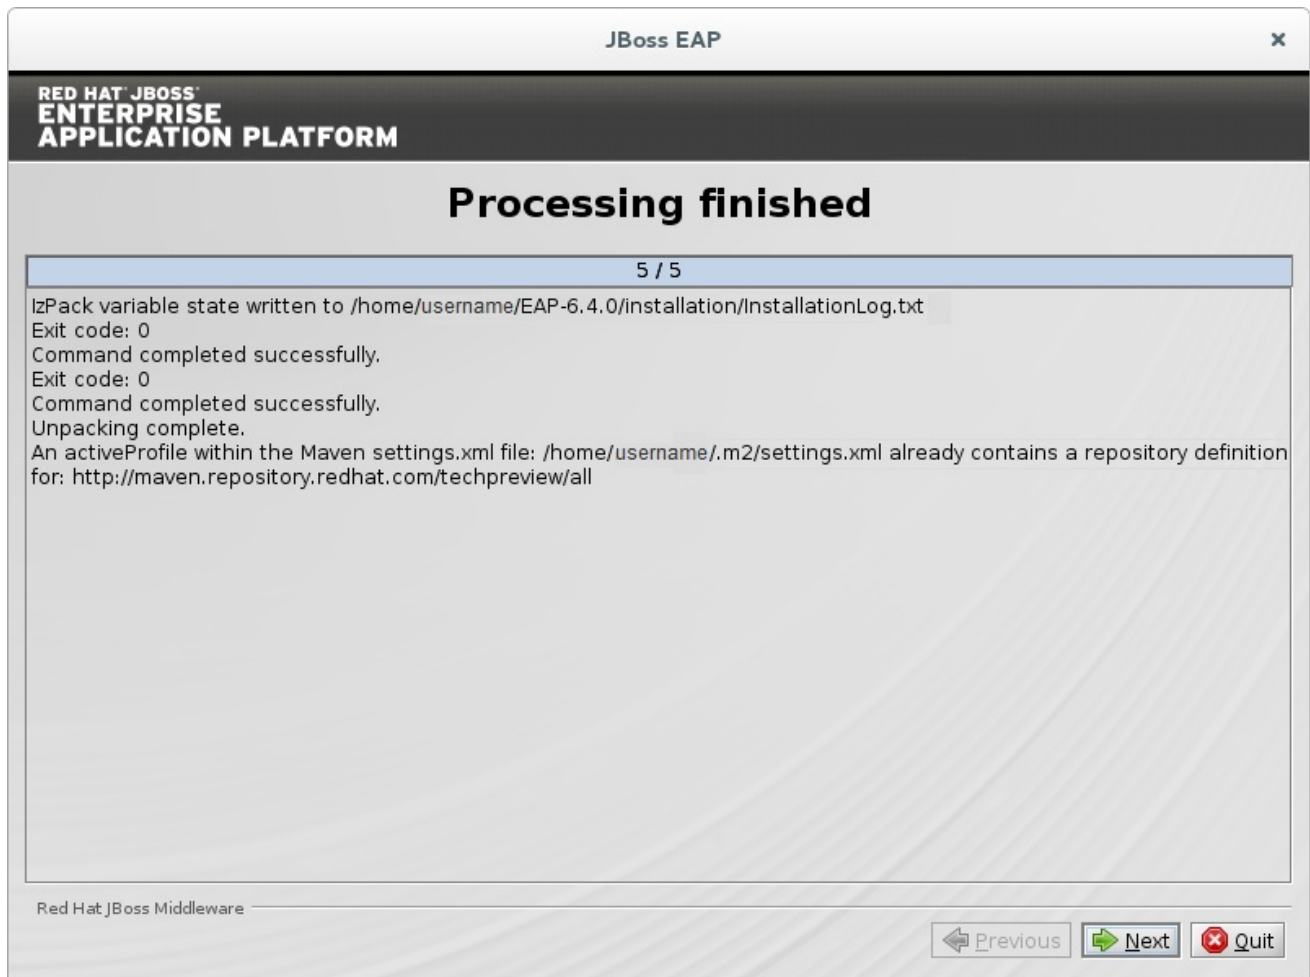 JBoss EAP
RED HAT JBOSS
ENTERPRISE
APPLICATION PLATFORM
Processing finished
5 / 5
IzPack variable state written to /home/username/EAP-6.4.0/installation/InstallationLog.txt
Exit code: 0
Command completed successfully.
Exit code: 0
Command completed successfully.
Unpacking complete.
An activeProfile within the Maven settings.xml file: /home/username/.m2/settings.xml already contains a repository definition
for: http://maven.repository.redhat.com/techpreview/all
Red Hat JBoss Middleware
Previous Next Quit